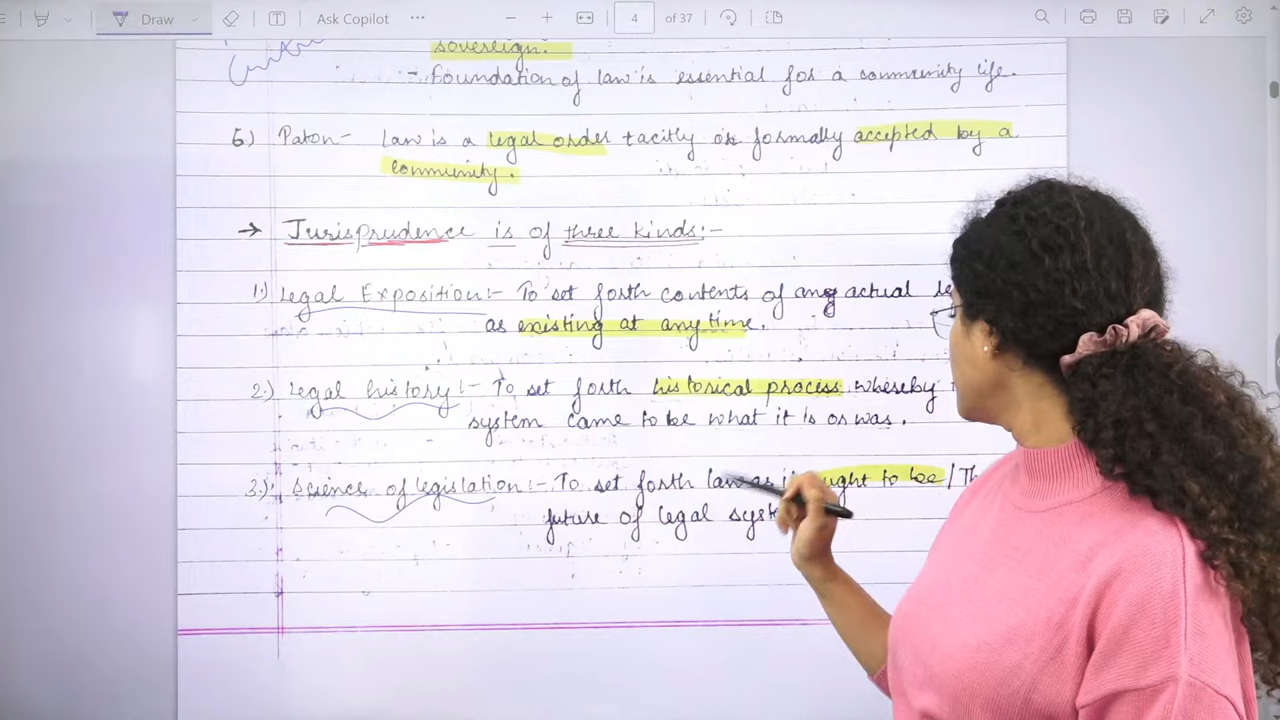 Draw
Ask Copilot
4 of 37
sovereign.
- foundation of law is essential for a community life.
5.) Paton- Law is a legal order tacitly or formally accepted by a
community.
→ Jurisprudence is of three kinds:-
1.) Legal Exposition:- To set forth contents of any actual
as existing at any time.
2.) Legal history:- To set forth historical process whereby
system came to be what it is or was.
3.) Science of legislation:- To set forth law as ought to be /
future of legal